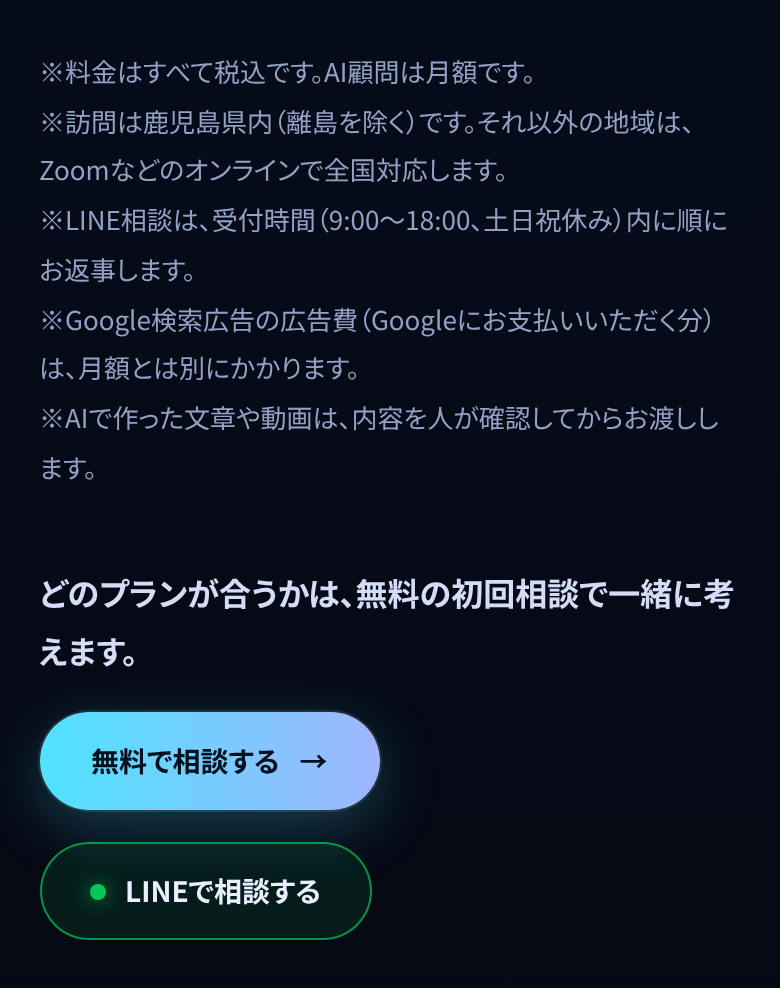 ※料金はすべて税込です。AI顧問は月額です。
※訪問は鹿児島県内（離島を除く）です。それ以外の地域は、
Zoomなどのオンラインで全国対応します。
※LINE相談は、受付時間（9:00〜18:00、土日祝休み）内に順に
お返事します。
※Google検索広告の広告費（Googleにお支払いいただく分）
は、月額とは別にかかります。
※AIで作った文章や動画は、内容を人が確認してからお渡しし
ます。
どのプランが合うかは、無料の初回相談で一緒に考
えます。
無料で相談する →
LINEで相談する